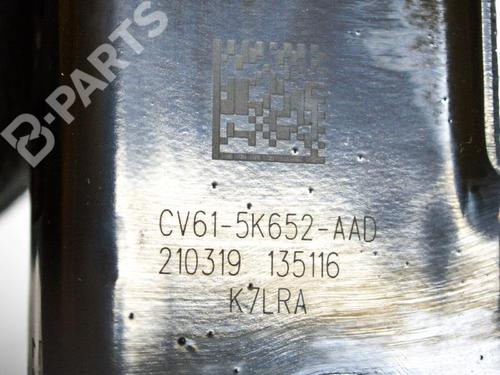 B-PARTS
CV61-5K652-AAD
210319 135116
K7LRA